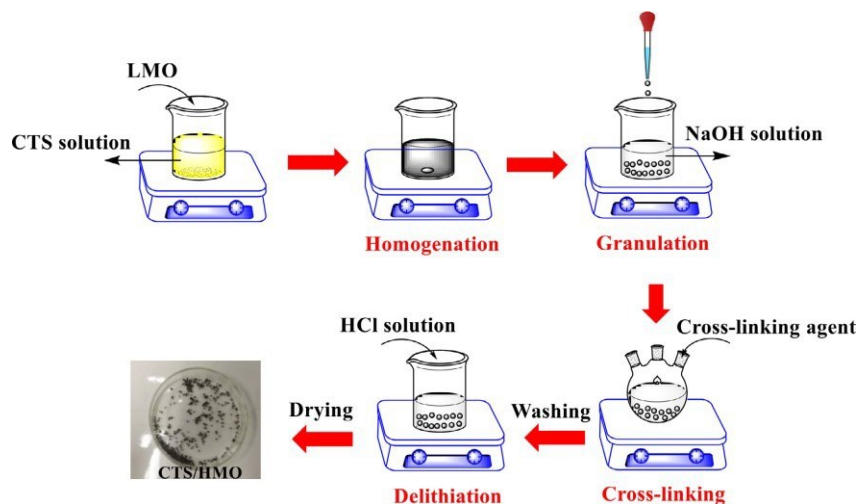 LMO
CTS solution
NaOH solution
Homogenation
Granulation
HCl solution
Cross-linking agent
Drying
Washing
CTS/HMO
Delithiation
Cross-linking